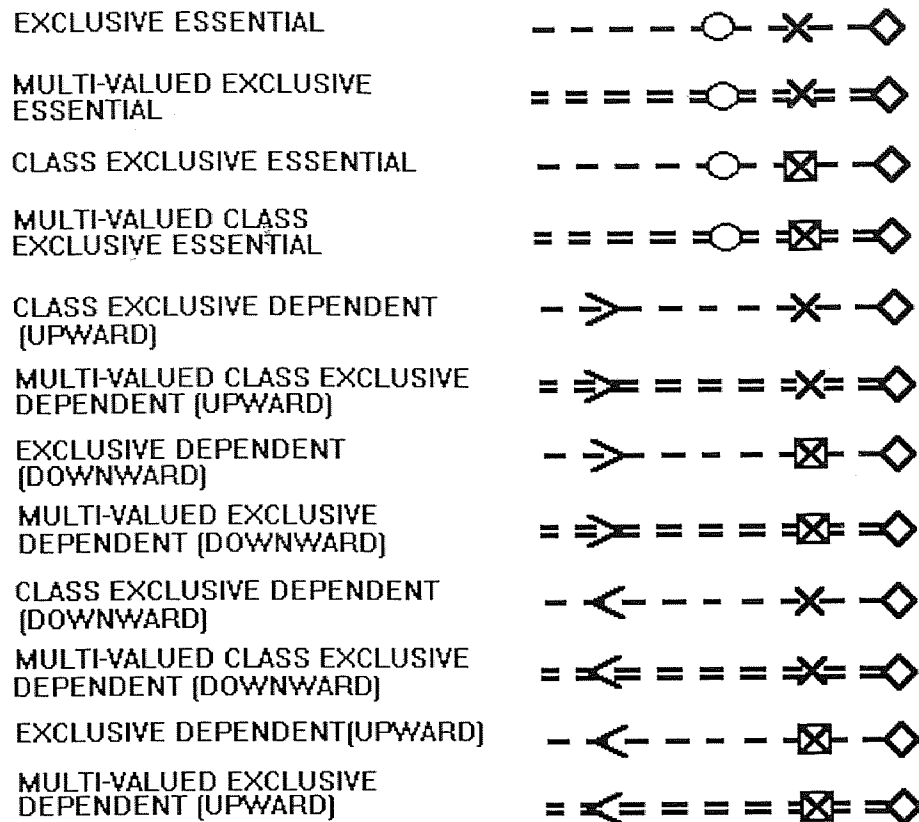 EXCLUSIVE ESSENTIAL
MULTI-VALUED EXCLUSIVE
ESSENTIAL
CLASS EXCLUSIVE ESSENTIAL
MULTI-VALUED CLASS
EXCLUSIVE ESSENTIAL
CLASS EXCLUSIVE DEPENDENT
(UPWARD)
MULTI-VALUED CLASS EXCLUSIVE
DEPENDENT (UPWARD)
EXCLUSIVE DEPENDENT
(DOWNWARD)
MULTI-VALUED EXCLUSIVE
DEPENDENT (DOWNWARD)
CLASS EXCLUSIVE DEPENDENT
(DOWNWARD)
MULTI-VALUED CLASS EXCLUSIVE
DEPENDENT (DOWNWARD)
EXCLUSIVE DEPENDENT(UPWARD)
MULTI-VALUED EXCLUSIVE
DEPENDENT (UPWARD)